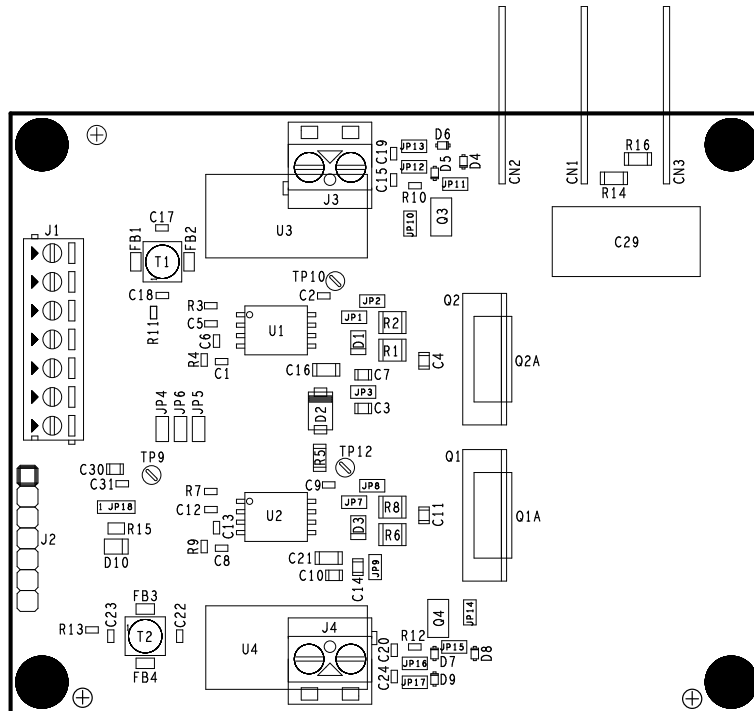 D6
JP13
C19
R16
D4
D5
JP12
C15
JP11
R10
CN2
CN1
CN3
R14
J3
JP10
Q3
J1
C17
U3
C29
FB1
FB2
T1
TP10
C18
C2
JP2
Q2
R3
R11
JP1
R2
C5
U1
C6
D1
R1
R4
C1
C16
C4
Q2A
C7
JP4
JP6
JP5
D2
JP3
C3
R5
Q1
TP9
TP12
C30
C31
C9
JP8
R7
JP7
R8
1 JP18
C12
U2
C11
Q1A
C13
D3
R15
R6
J2
R9
C8
D10
C21
C14
JP9
C10
FB3
J4
Q4
JP14
R13
C23
T2
C22
U4
R12
C20
JP15
D8
JP16
D7
FB4
C24
JP17
D9